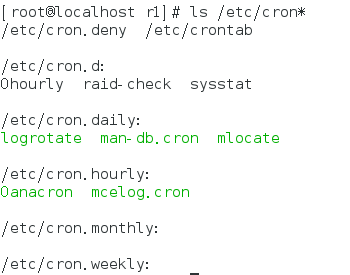 [root@localhost r1]# ls /etc/cron*
/etc/cron.deny  /etc/crontab

/etc/cron.d:
0hourly  raid-check  sysstat

/etc/cron.daily:
logrotate  man-db.cron  mlocate

/etc/cron.hourly:
0anacron  mcelog.cron

/etc/cron.monthly:

/etc/cron.weekly: